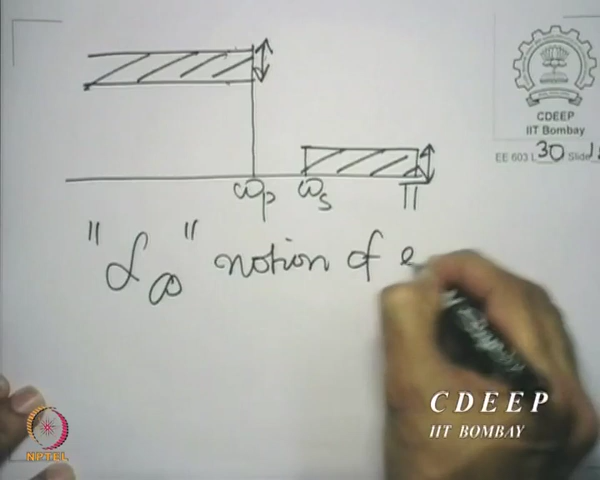 CDEEP
IIT Bombay
EE 603 L 30 Slide
ωp ωs π
"L∞" notion of e
CDEEP
IIT BOMBAY
NPTEL